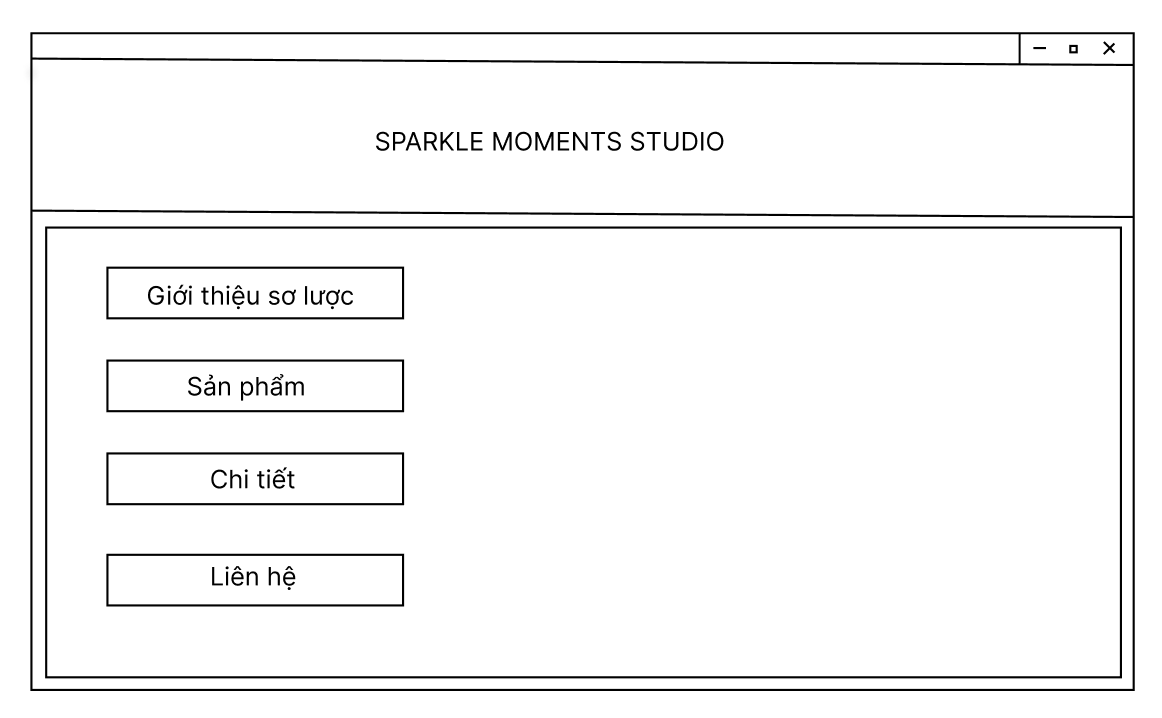 SPARKLE MOMENTS STUDIO
Giới thiệu sơ lược
Sản phẩm
Chi tiết
Liên hệ